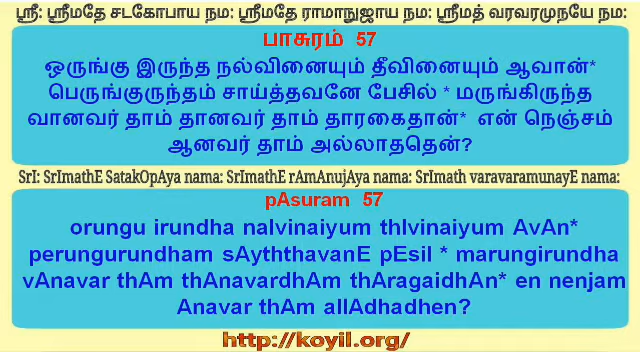 ஸ்ரீ: ஸ்ரீமதே சடகோபாய நம: ஸ்ரீமதே ராமாநுஜாய நம: ஸ்ரீமத் வரவரமுநயே நம:
பாசுரம் 57
ஒருங்கு இருந்த நல்வினையும் தீவினையும் ஆவான்*
பெருங்குருந்தம் சாய்த்தவனே பேசில் * மருங்கிருந்த
வானவர் தாம் தானவர் தாம் தாரகைதான்* என் நெஞ்சம்
ஆனவர் தாம் அல்லாததென்?
SrI: SrImathE SatakOpAya nama: SrImathE rAmAnujAya nama: SrImath varavaramunayE nama:
pAsuram 57
orungu irundha nalvinaiyum thIvinaiyum AvAn*
perungurundham sAyththavanE pEsil * marungirundha
vAnavar thAm thAnavardhAm thAragaidhAn* en nenjam
Anavar thAm allAdhadhen?
http://koyil.org/